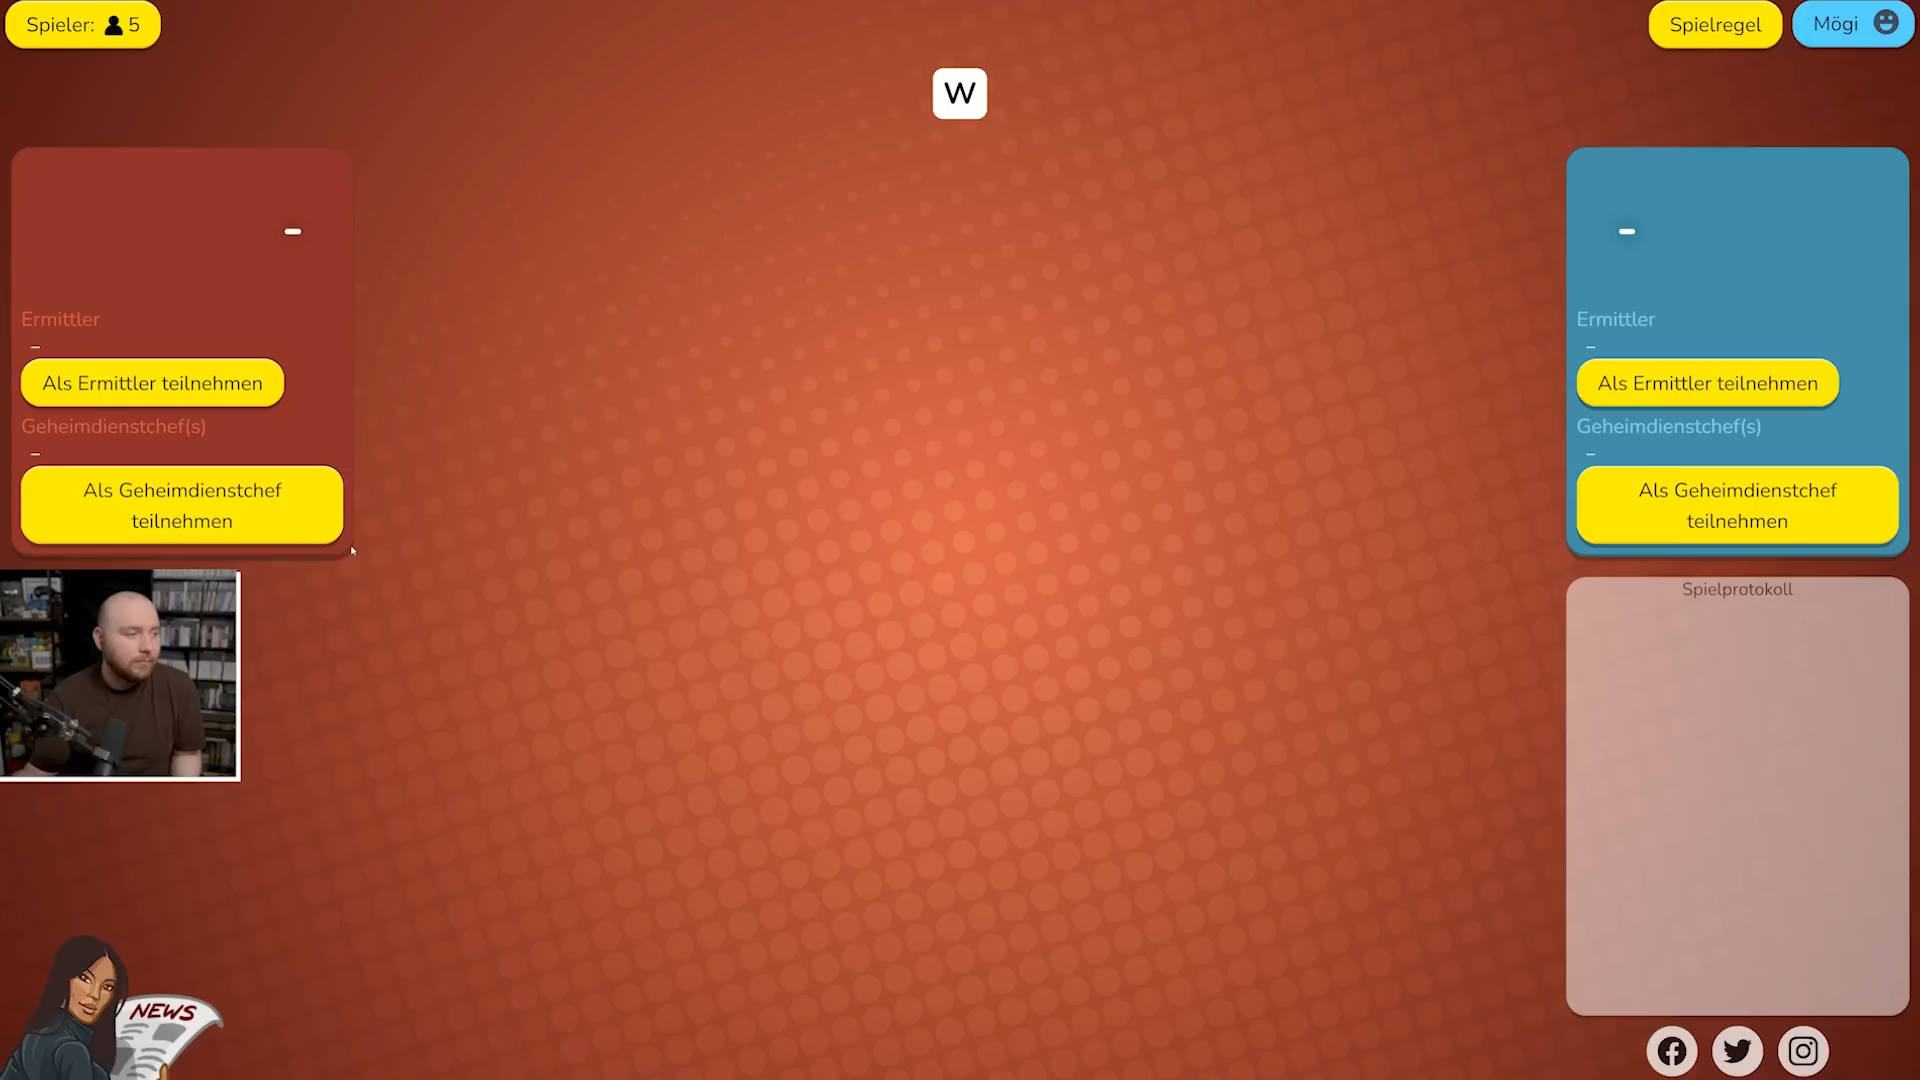 Spieler: 5
Spielregel
Mögi
W
-
Ermittler
–
Als Ermittler teilnehmen
Geheimdienstchef(s)
–
Als Geheimdienstchef
teilnehmen
-
Ermittler
–
Als Ermittler teilnehmen
Geheimdienstchef(s)
–
Als Geheimdienstchef
teilnehmen
Spielprotokoll
NEWS